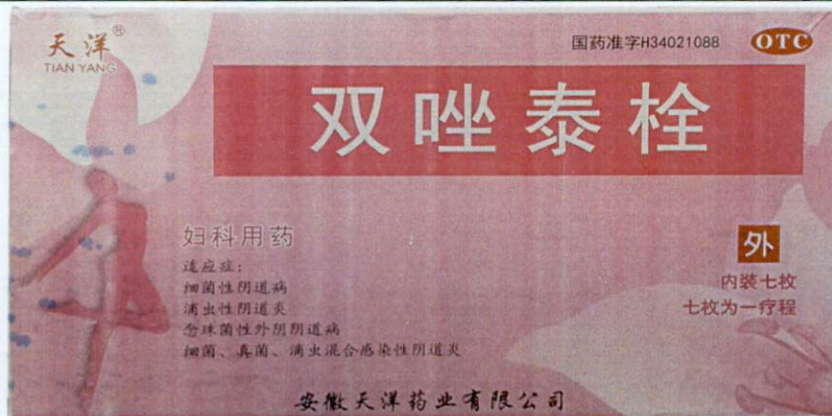 天洋®
TIAN YANG
国药准字H34021088
OTC
双唑泰栓
妇科用药
适应症：
细菌性阴道病
滴虫性阴道炎
念珠菌性外阴阴道病
细菌、真菌、滴虫混合感染性阴道炎
外
内装七枚
七枚为一疗程
安徽天洋药业有限公司